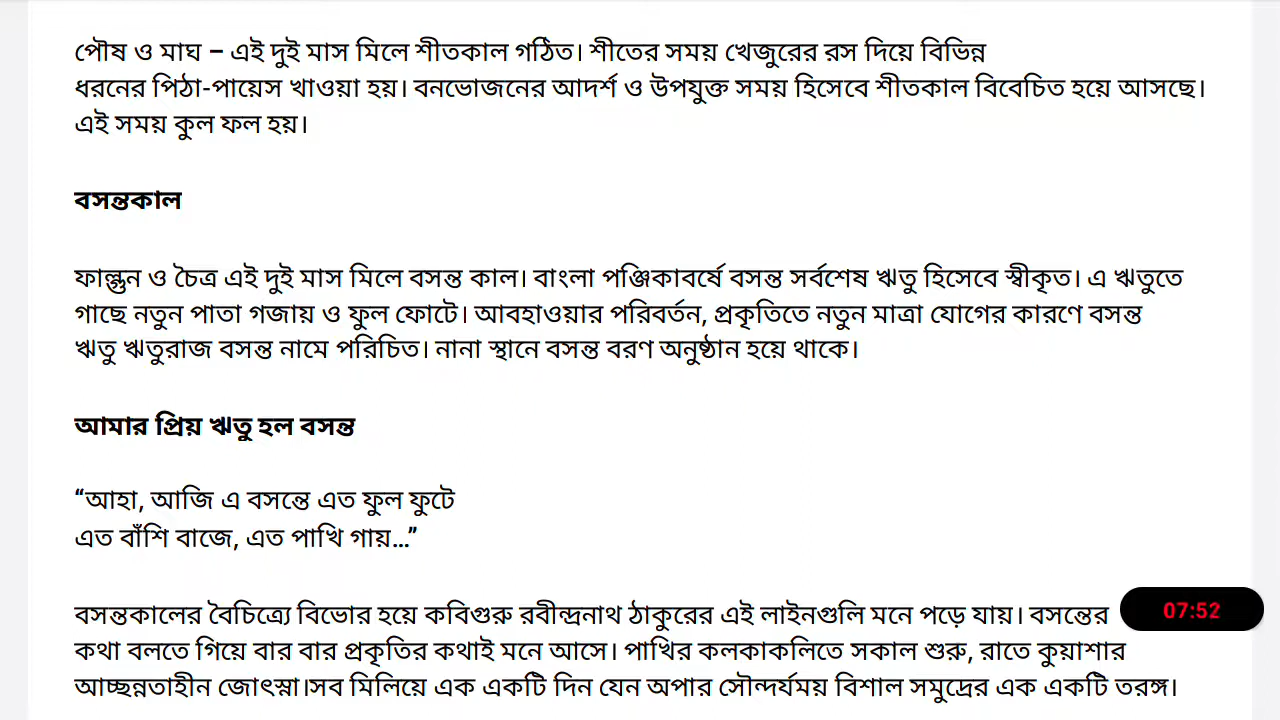 পৌষ ও মাঘ – এই দুই মাস মিলে শীতকাল গঠিত। শীতের সময় খেজুরের রস দিয়ে বিভিন্ন
ধরনের পিঠা-পায়েস খাওয়া হয়। বনভোজনের আদর্শ ও উপযুক্ত সময় হিসেবে শীতকাল বিবেচিত হয়ে আসছে।
এই সময় কুল ফল হয়।
বসন্তকাল
ফাল্গুন ও চৈত্র এই দুই মাস মিলে বসন্ত কাল। বাংলা পঞ্জিকাবর্ষে বসন্ত সর্বশেষ ঋতু হিসেবে স্বীকৃত। এ ঋতুতে
গাছে নতুন পাতা গজায় ও ফুল ফোটে। আবহাওয়ার পরিবর্তন, প্রকৃতিতে নতুন মাত্রা যোগের কারণে বসন্ত
ঋতু ঋতুরাজ বসন্ত নামে পরিচিত। নানা স্থানে বসন্ত বরণ অনুষ্ঠান হয়ে থাকে।
আমার প্রিয় ঋতু হল বসন্ত
“আহা, আজি এ বসন্তে এত ফুল ফুটে
এত বাঁশি বাজে, এত পাখি গায়...”
বসন্তকালের বৈচিত্র্যে বিভোর হয়ে কবিগুরু রবীন্দ্রনাথ ঠাকুরের এই লাইনগুলি মনে পড়ে যায়। বসন্তের
07:52
কথা বলতে গিয়ে বার বার প্রকৃতির কথাই মনে আসে। পাখির কলকাকলিতে সকাল শুরু, রাতে কুয়াশার
আচ্ছন্নতাহীন জোৎস্না।সব মিলিয়ে এক একটি দিন যেন অপার সৌন্দর্যময় বিশাল সমুদ্রের এক একটি তরঙ্গ।